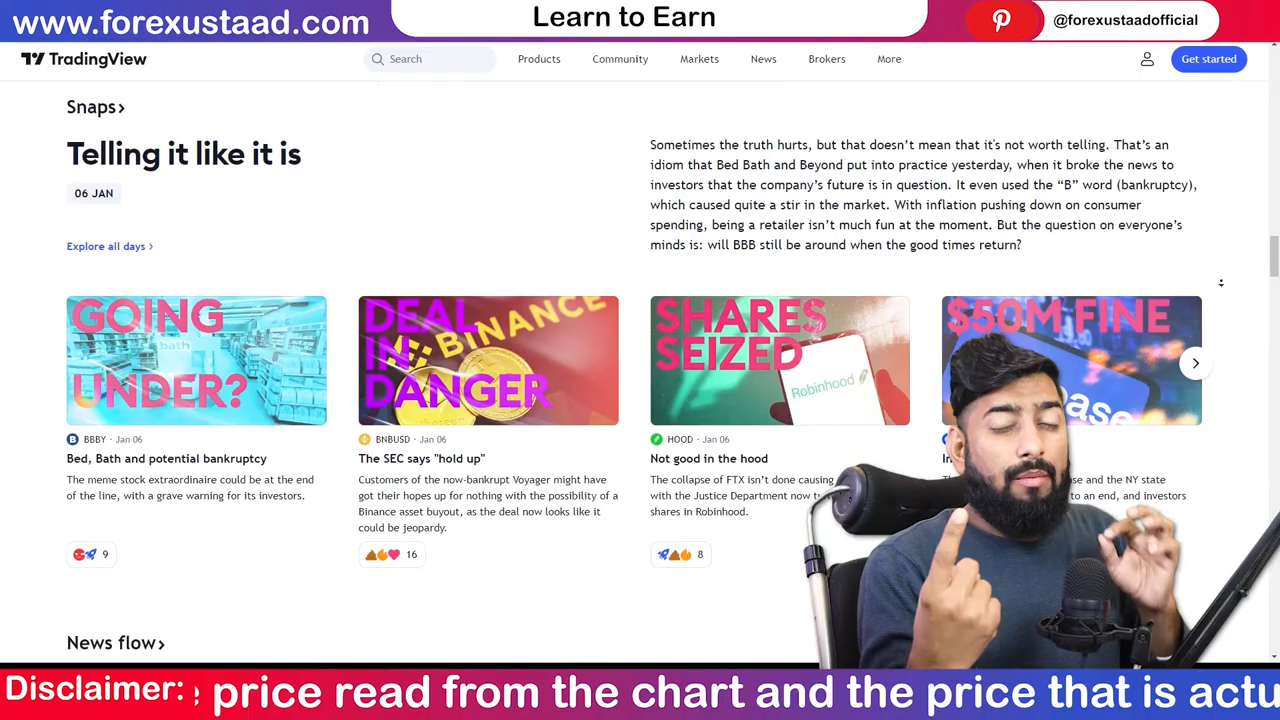 www.forexustaad.com
Learn to Earn
@forexustaadofficial
TradingView
Search
Products
Community
Markets
News
Brokers
More
Get started
Snaps
Telling it like it is
06 JAN
Explore all days
Sometimes the truth hurts, but that doesn't mean that it's not worth telling. That's an
idiom that Bed Bath and Beyond put into practice yesterday, when it broke the news to
investors that the company's future is in question. It even used the “B” word (bankruptcy),
which caused quite a stir in the market. With inflation pushing down on consumer
spending, being a retailer isn't much fun at the moment. But the question on everyone's
minds is: will BBB still be around when the good times return?
GOING
bath
UNDER?
BBBY · Jan 06
Bed, Bath and potential bankruptcy
The meme stock extraordinaire could be at the end
of the line, with a grave warning for its investors.
9
DEAL
IN
DANGER
BINANCE
BNBUSD · Jan 06
The SEC says "hold up"
Customers of the now-bankrupt Voyager might have
got their hopes up for nothing with the possibility of a
Binance asset buyout, as the deal now looks like it
could be jeopardy.
16
SHARES
SEIZED
Robinhood
HOOD · Jan 06
Not good in the hood
The collapse of FTX isn't done causing
with the Justice Department now
shares in Robinhood.
8
$50M FINE
base
and the NY state
to an end, and investors
News flow
Disclaimer:
price read from the chart and the price that is actu